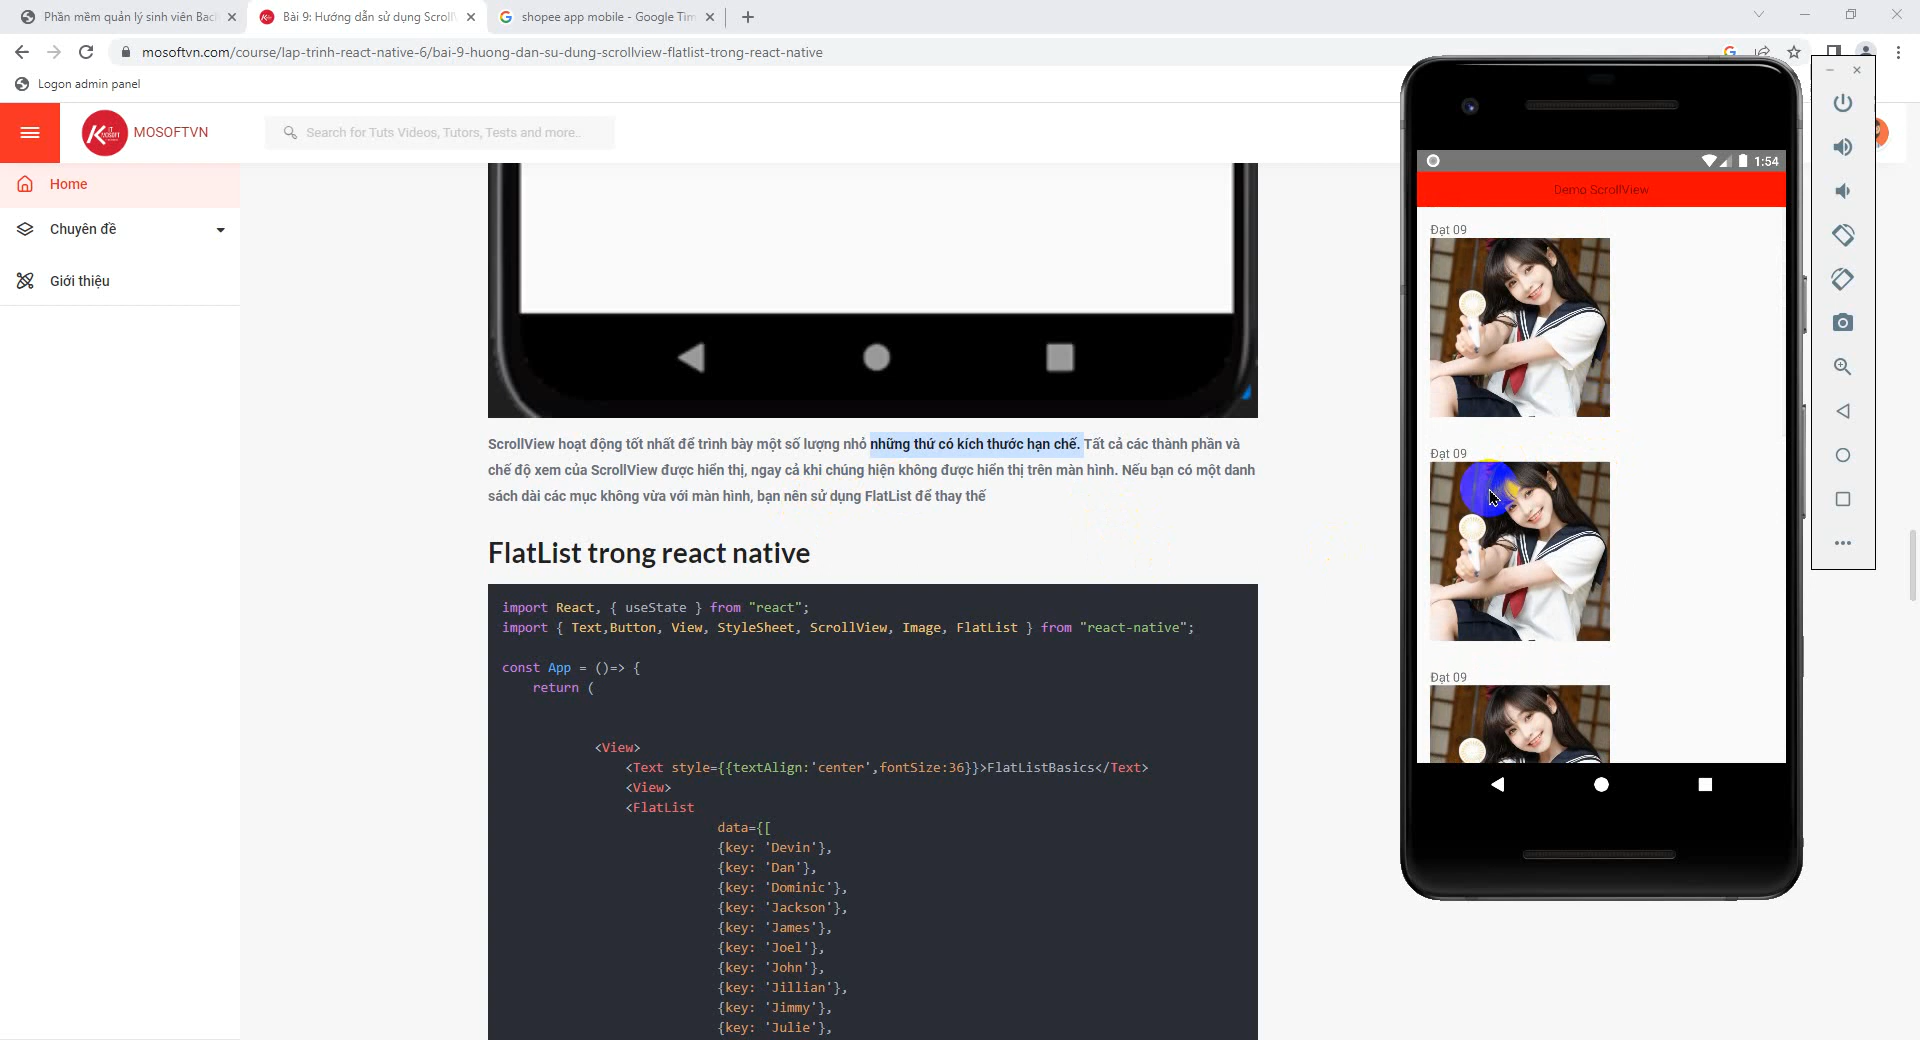 Phần mềm quản lý sinh viên Bac
Bài 9: Hướng dẫn sử dụng Scroll
shopee app mobile - Google Tìm
mosoftvn.com/course/lap-trinh-react-native-6/bai-9-huong-dan-su-dung-scrollview-flatlist-trong-react-native
Logon admin panel
MOSOFTVN
Search for Tuts Videos, Tutors, Tests and more..
Home
Chuyên đề
Giới thiệu
ScrollView hoạt động tốt nhất để trình bày một số lượng nhỏ những thứ có kích thước hạn chế. Tất cả các thành phần và
chế độ xem của ScrollView được hiển thị, ngay cả khi chúng hiện không được hiển thị trên màn hình. Nếu bạn có một danh
sách dài các mục không vừa với màn hình, bạn nên sử dụng FlatList để thay thế
FlatList trong react native
import React, { useState } from "react";
import { Text,Button, View, StyleSheet, ScrollView, Image, FlatList } from "react-native";
const App = ()=> {
return (
<View>
<Text style={{textAlign:'center',fontSize:36}}>FlatListBasics</Text>
<View>
<FlatList
data={[
{key: 'Devin'},
{key: 'Dan'},
{key: 'Dominic'},
{key: 'Jackson'},
{key: 'James'},
{key: 'Joel'},
{key: 'John'},
{key: 'Jillian'},
{key: 'Jimmy'},
{key: 'Julie'},
1:54
Demo ScrollView
Đạt 09
Đạt 09
Đạt 09